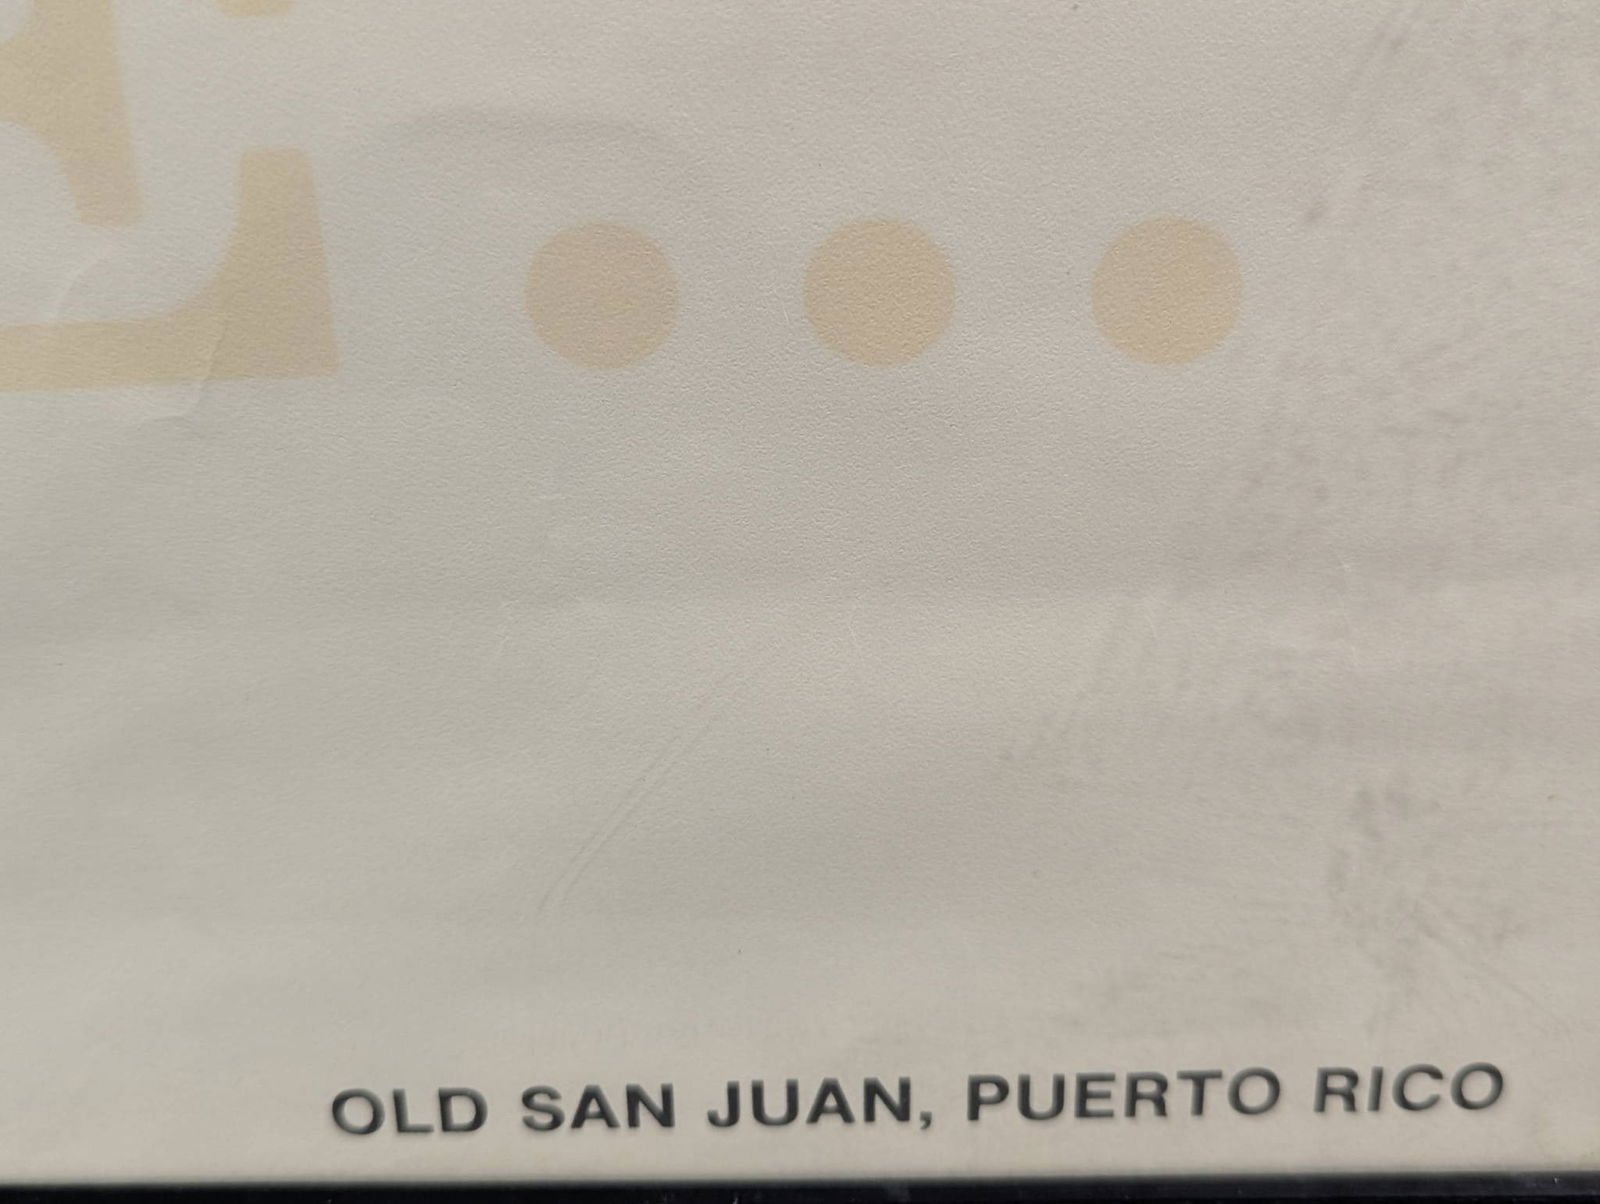 E...
OLD SAN JUAN, PUERTO RICO